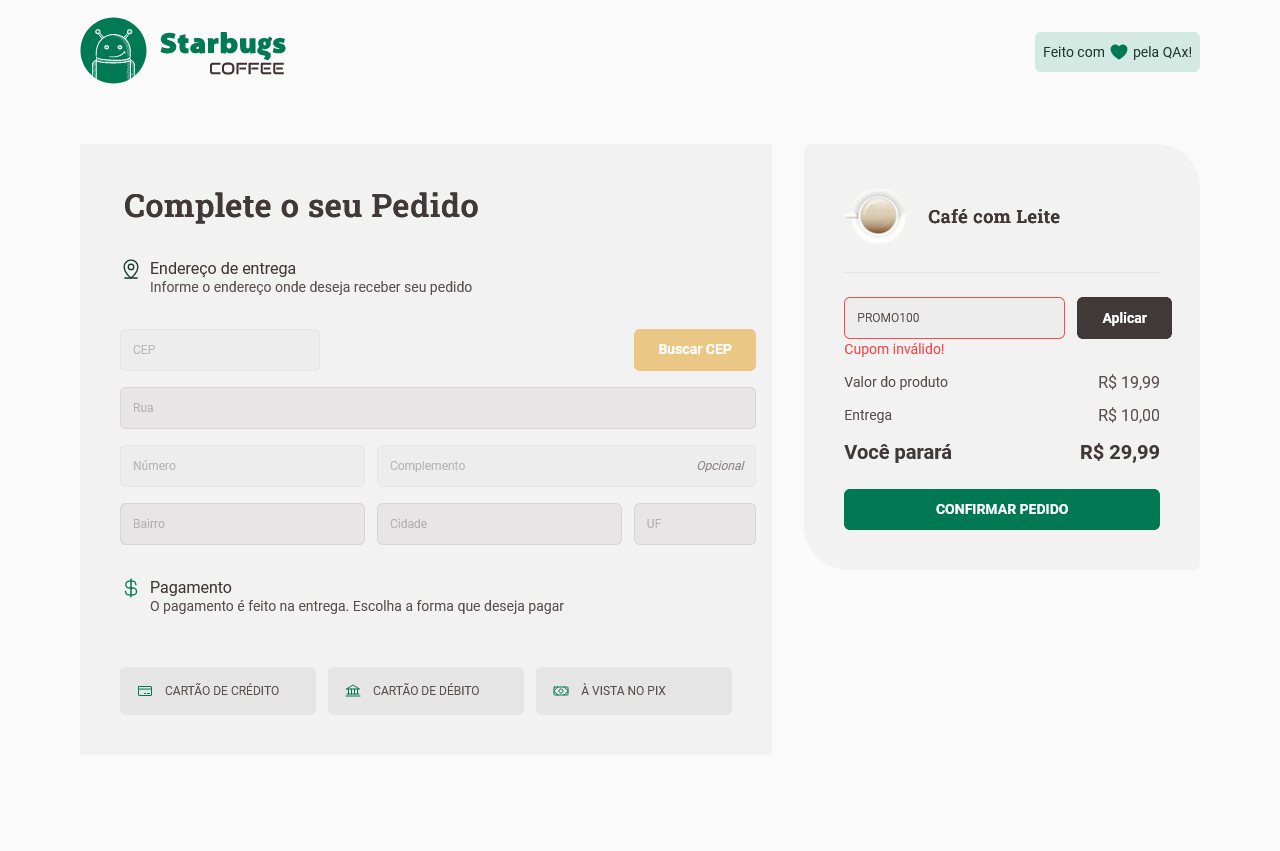 Starbugs
COFFEE
Feito com pela QAx!
Complete o seu Pedido
Endereço de entrega
Informe o endereço onde deseja receber seu pedido
CEP
Buscar CEP
Rua
Número
Complemento
Opcional
Bairro
Cidade
UF
Pagamento
O pagamento é feito na entrega. Escolha a forma que deseja pagar
CARTÃO DE CRÉDITO
CARTÃO DE DÉBITO
À VISTA NO PIX
Café com Leite
PROMO100
Aplicar
Cupom inválido!
Valor do produto R$ 19,99
Entrega R$ 10,00
Você parará R$ 29,99
CONFIRMAR PEDIDO